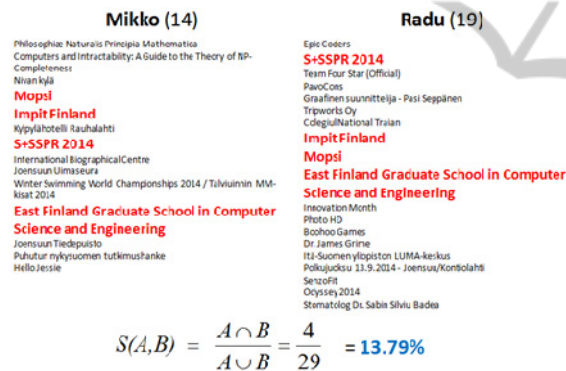 Mikko (14)
Philosophiæ Naturalis Principia Mathematica
Computers and Intractability: A Guide to the Theory of NP-
Completeness
Nivan kylä
Mopsi
Impit Finland
Kypylähotelli Rauhalahti
S+SSPR 2014
International Biographical Centre
Joensuun Uimaseura
Winter Swimming World Championships 2014 / Talviuinnin MM-
kisat 2014
East Finland Graduate School in Computer
Science and Engineering
Joensuun Tiedepuisto
Puhutur nykysuomen tutkimushanke
Hello Jessie
Radu (19)
Epic Coders
S+SSPR 2014
Team Four Star (Official)
PavoCons
Graafinen suunnittelija - Pasi Seppänen
Tripworks Oy
Colegiul National Traian
Impit Finland
Mopsi
East Finland Graduate School in Computer
Science and Engineering
Innovation Month
Photo HD
Boohoo Games
Dr. James Grime
Itä-Suomen yliopiston LUMA-keskus
Polkujuoksu 13.9.2014 - Joensuu/Kontiolahti
SenzoFit
Odyssey 2014
Stomatolog Dr. Sabin Silviu Badea
S(A,B) = A ∩ B / A ∪ B = 4 / 29 = 13.79%